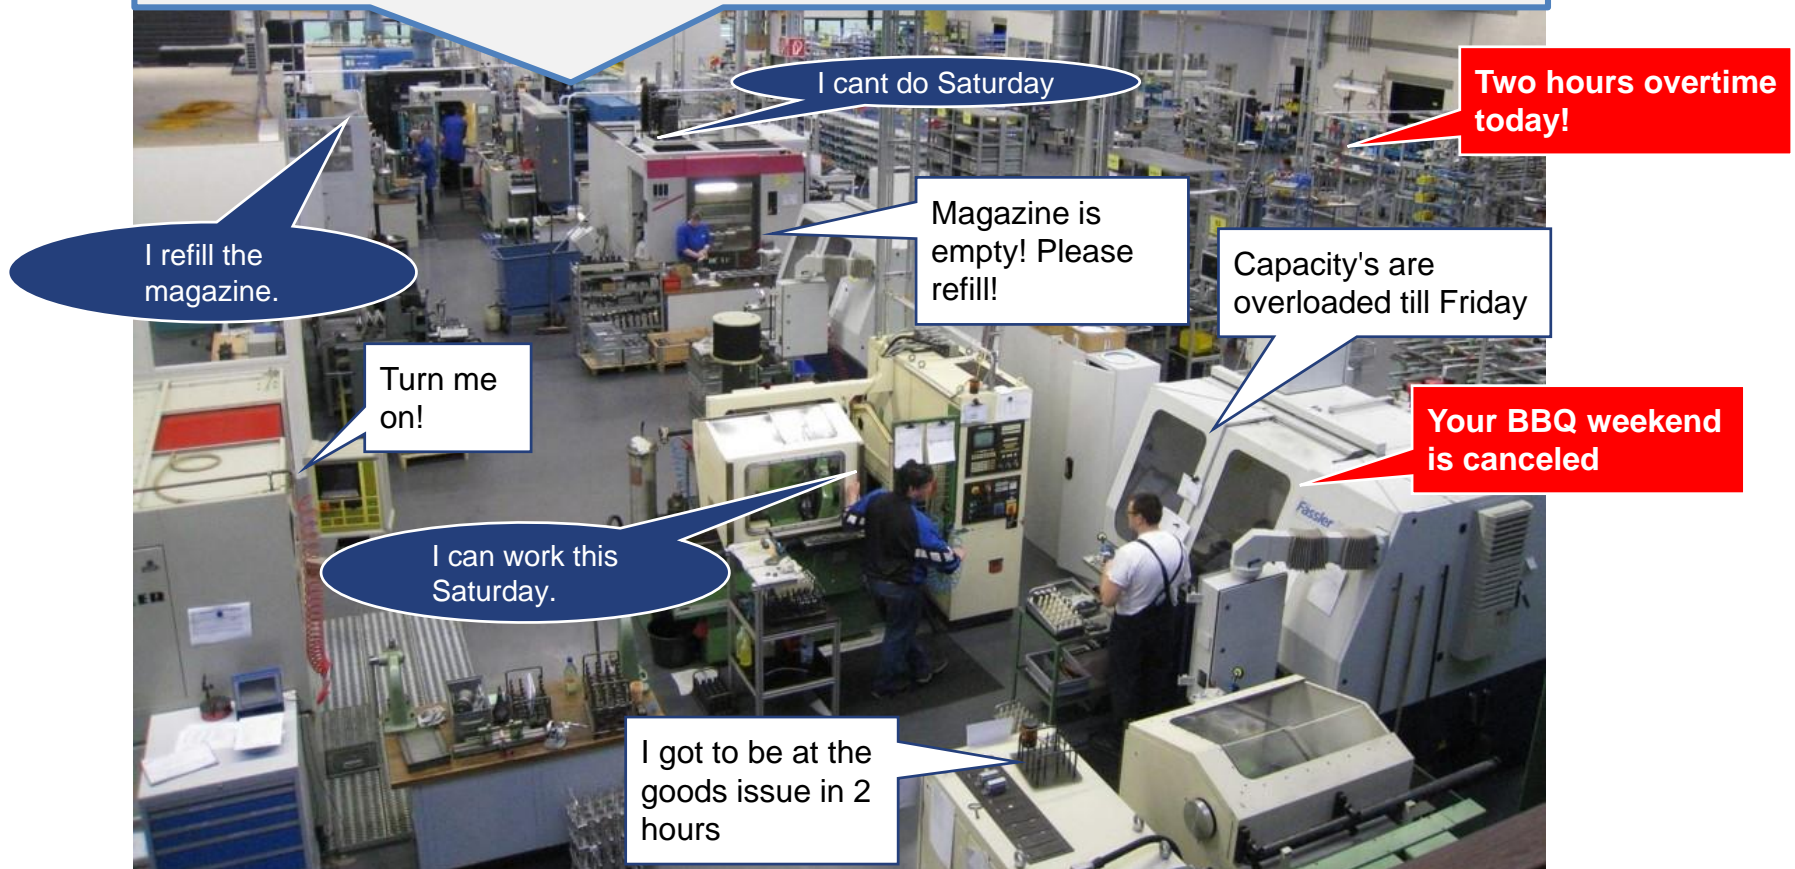 I cant do Saturday
Two hours overtime
today!
Magazine is
empty! Please
refill!
I refill the
magazine.
Capacity's are
overloaded till Friday
Turn me
on!
Your BBQ weekend
is canceled
Fässler
I can work this
Saturday.
I got to be at the
goods issue in 2
hours